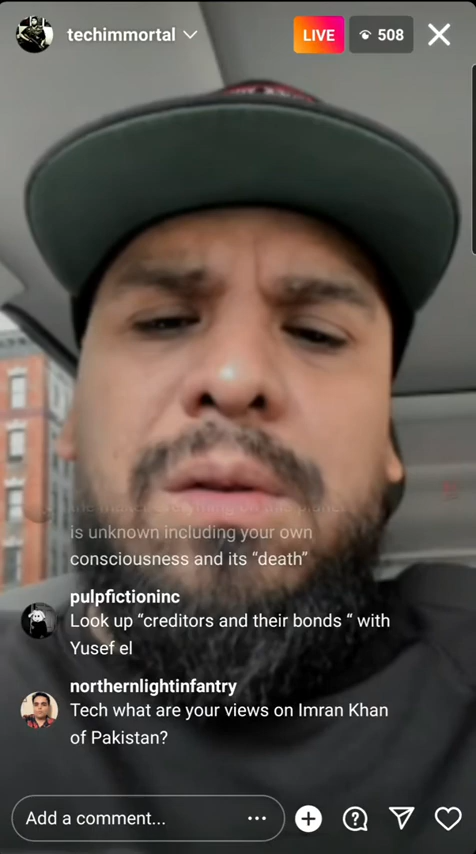 techimmortal
LIVE
508
is unknown including your own
consciousness and its “death”
pulpfictioninc
Look up “creditors and their bonds “ with
Yusef el
northernlightinfantry
Tech what are your views on Imran Khan
of Pakistan?
Add a comment...